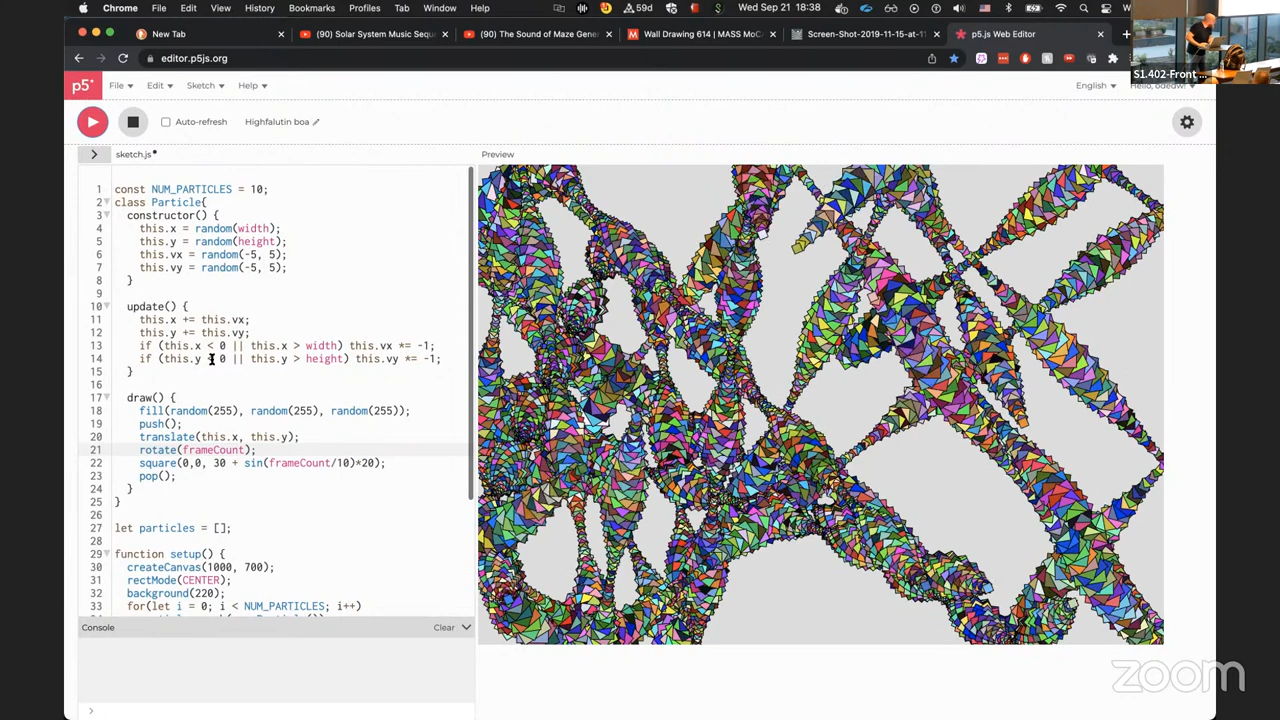 Chrome File Edit View History Bookmarks Profiles Tab Window Help 59d Wed Sep 21 18:38
New Tab (90) Solar System Music Seq (90) The Sound of Maze Gene Wall Drawing 614 | MASS MoC Screen-Shot-2019-11-15-at-11 p5.js Web Editor
editor.p5js.org
S1.402-Front ...
p5* File Edit Sketch Help English Hello, odedw!
Auto-refresh Highfalutin boa
sketch.js Preview
1 const NUM_PARTICLES = 10;
2 class Particle{
3 constructor() {
4 this.x = random(width);
5 this.y = random(height);
6 this.vx = random(-5, 5);
7 this.vy = random(-5, 5);
8 }
9
10 update() {
11 this.x += this.vx;
12 this.y += this.vy;
13 if (this.x < 0 || this.x > width) this.vx *= -1;
14 if (this.y < 0 || this.y > height) this.vy *= -1;
15 }
16
17 draw() {
18 fill(random(255), random(255), random(255));
19 push();
20 translate(this.x, this.y);
21 rotate(frameCount);
22 square(0,0, 30 + sin(frameCount/10)*20);
23 pop();
24 }
25 }
26
27 let particles = [];
28
29 function setup() {
30 createCanvas(1000, 700);
31 rectMode(CENTER);
32 background(220);
33 for(let i = 0; i < NUM_PARTICLES; i++)
Console Clear
>
zoom